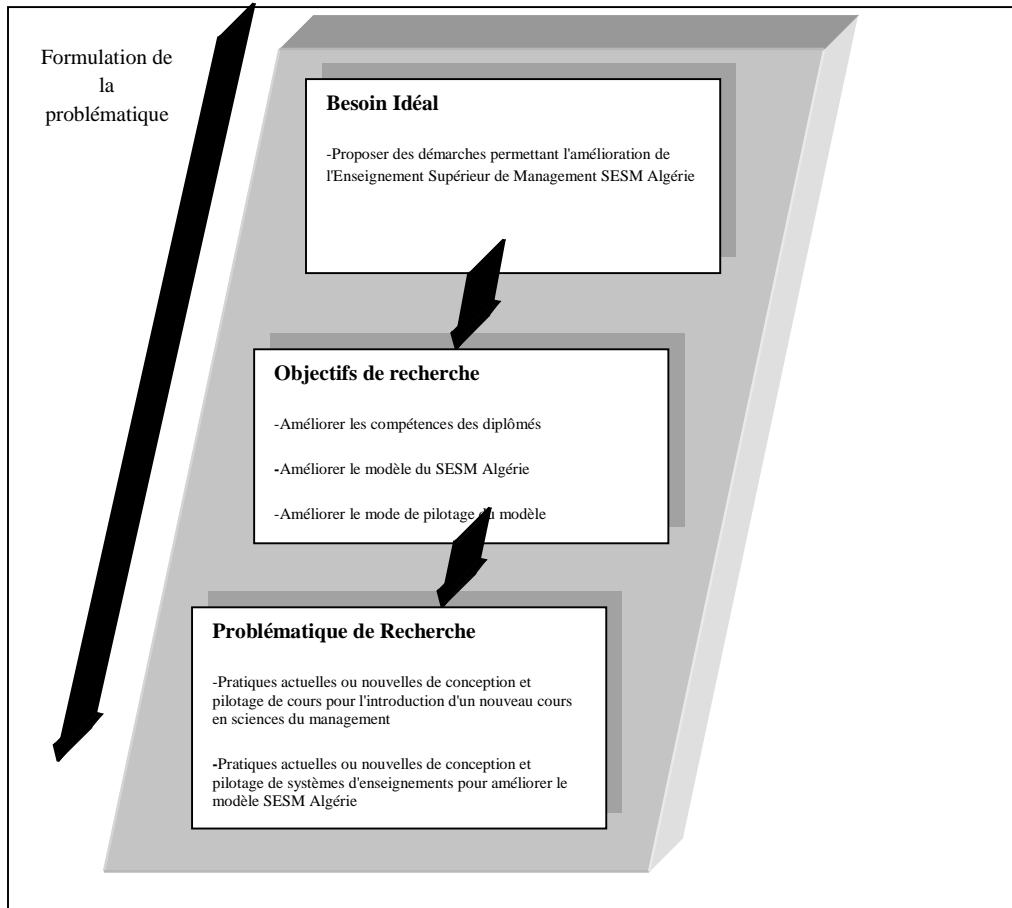 Formulation de
la
problématique
Besoin Idéal
-Proposer des démarches permettant l'amélioration de
l'Enseignement Supérieur de Management SESM Algérie
Objectifs de recherche
-Améliorer les compétences des diplômés
-Améliorer le modèle du SESM Algérie
-Améliorer le mode de pilotage du modèle
Problématique de Recherche
-Pratiques actuelles ou nouvelles de conception et
pilotage de cours pour l'introduction d'un nouveau cours
en sciences du management
-Pratiques actuelles ou nouvelles de conception et
pilotage de systèmes d'enseignements pour améliorer le
modèle SESM Algérie